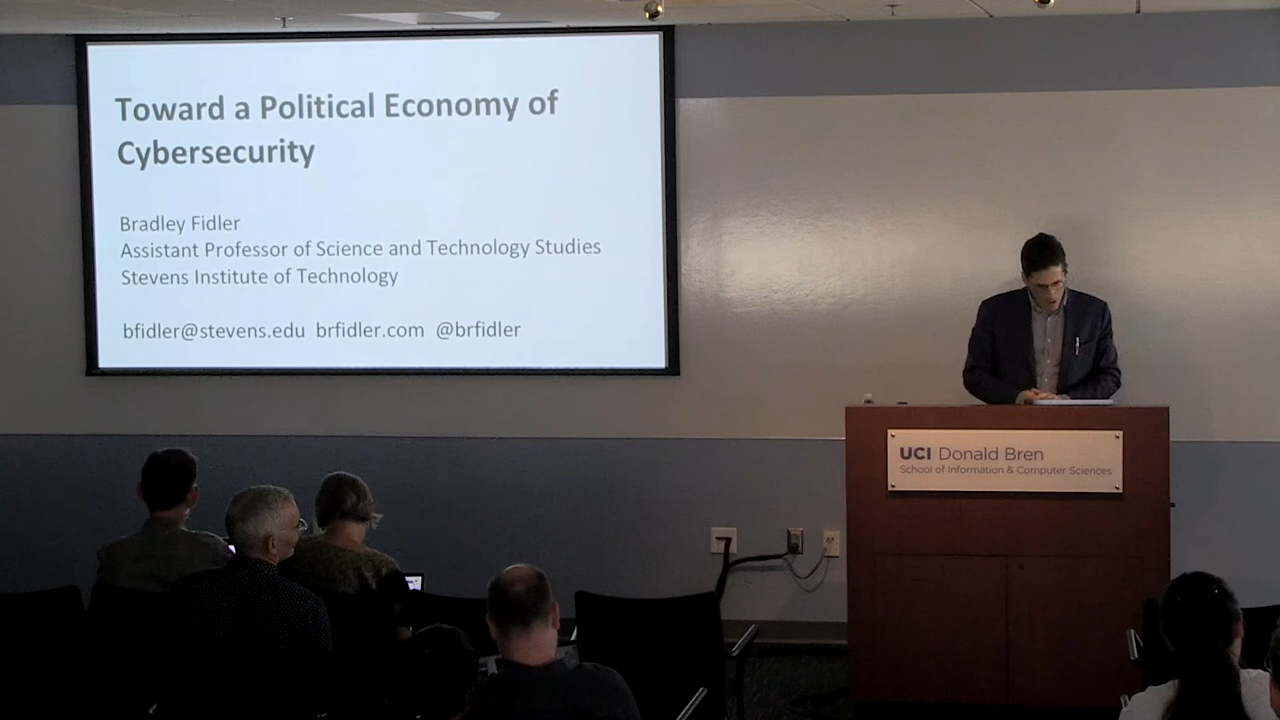 Toward a Political Economy of
Cybersecurity
Bradley Fidler
Assistant Professor of Science and Technology Studies
Stevens Institute of Technology
bfidler@stevens.edu brfidler.com @brfidler
UCI Donald Bren
School of Information & Computer Sciences